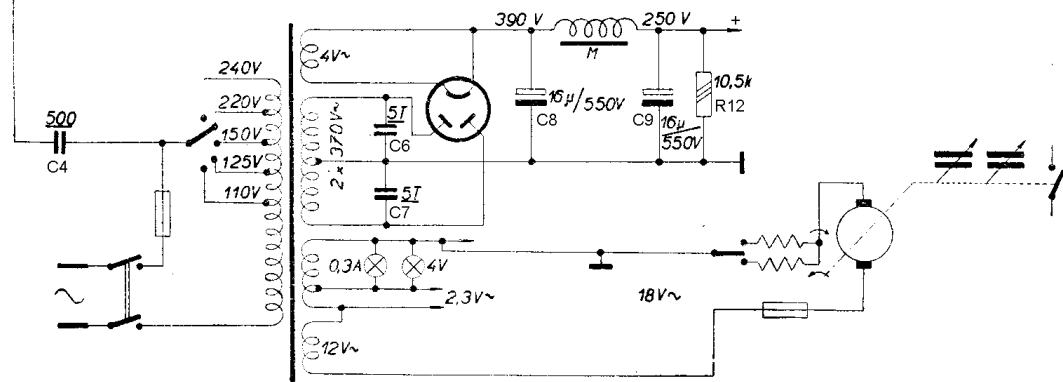 390 V
250 V
+
4V~
M
240V
220V
150V
125V
110V
500
C4
2 x 370V~
5T
C6
5T
C7
16µ/550V
C8
C9
16µ
550V
10,5k
R12
0,3A
4V
2,3V~
18V~
12V~